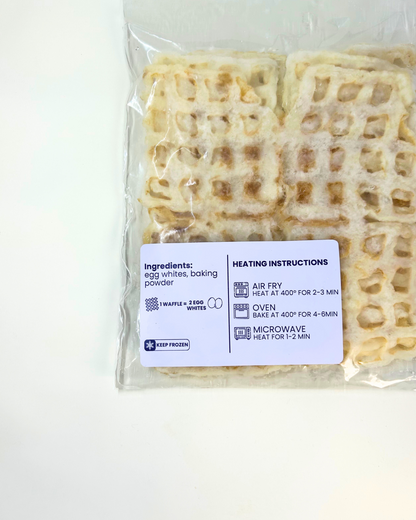 Ingredients:
egg whites, baking
powder
1 WAFFLE = 2 EGG
WHITES
KEEP FROZEN
HEATING INSTRUCTIONS
AIR FRY
HEAT AT 400° FOR 2-3 MIN
OVEN
BAKE AT 400° FOR 4-6MIN
MICROWAVE
HEAT FOR 1-2 MIN